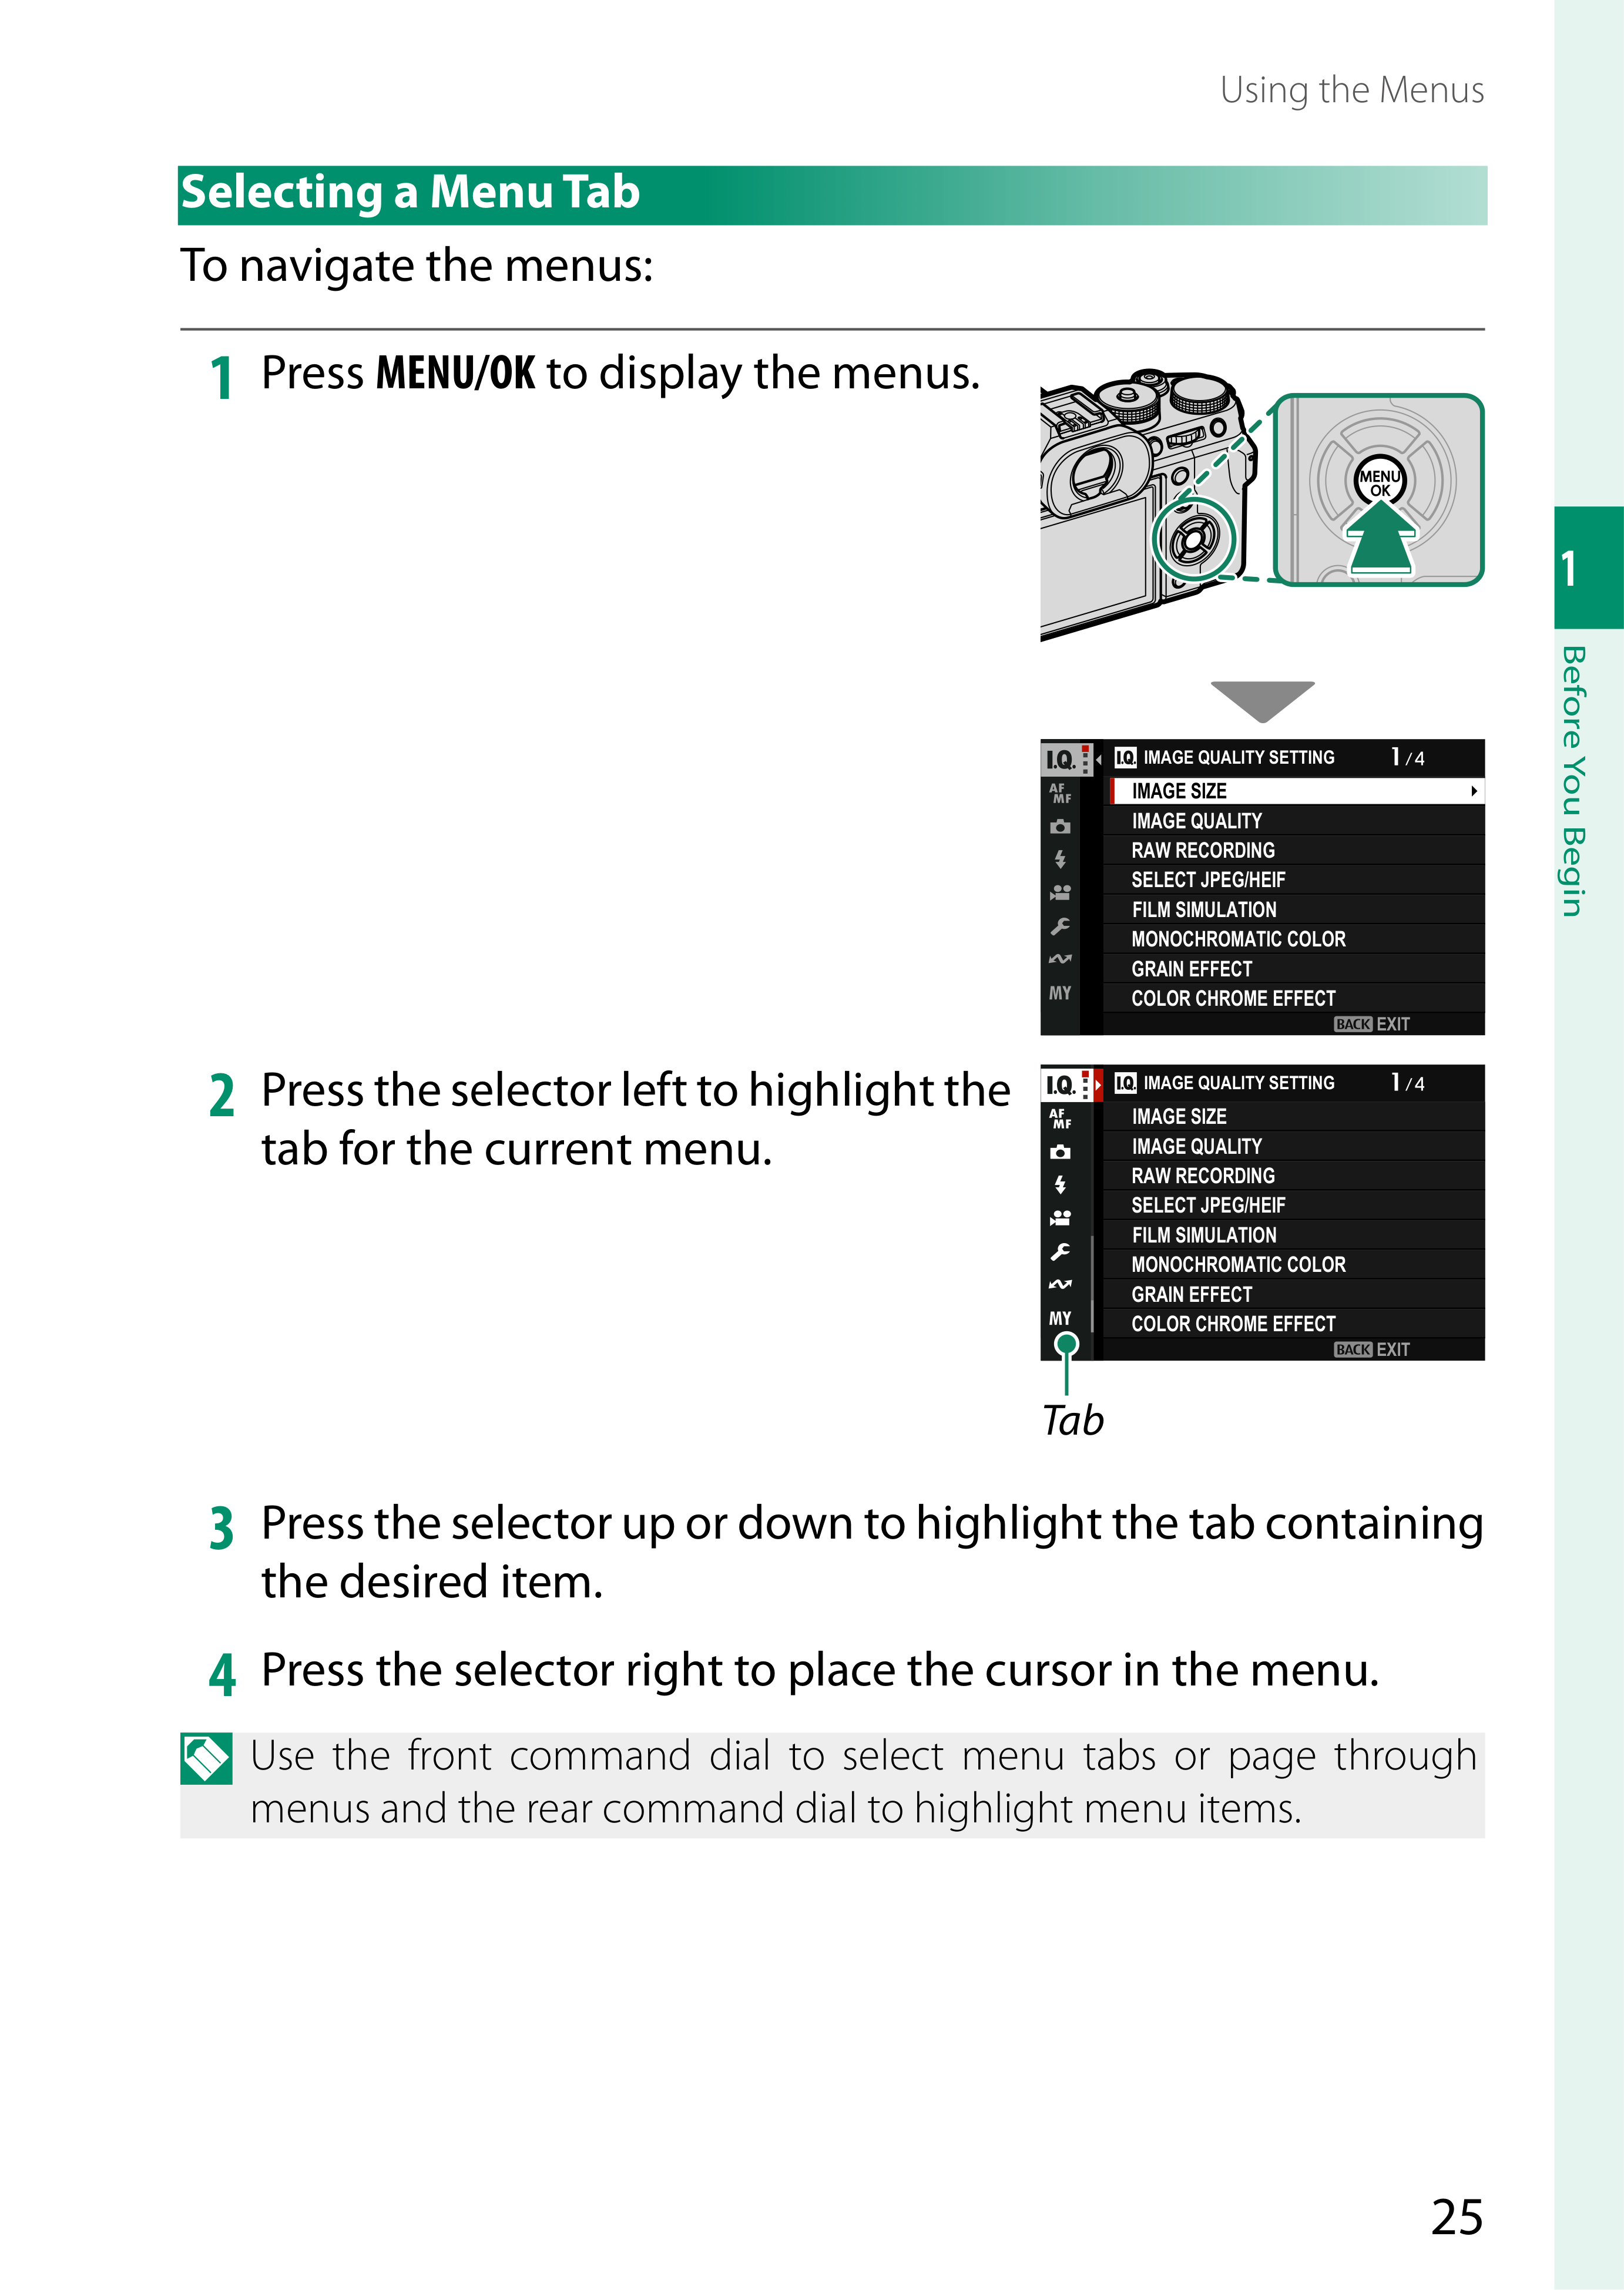 Using the Menus
Selecting a Menu Tab
To navigate the menus:
1 Press MENU/OK to display the menus.
MENU
OK
I.Q. I.Q. IMAGE QUALITY SETTING 1/4
AF
MF
IMAGE SIZE
IMAGE QUALITY
RAW RECORDING
SELECT JPEG/HEIF
FILM SIMULATION
MONOCHROMATIC COLOR
GRAIN EFFECT
MY
COLOR CHROME EFFECT
BACK EXIT
2 Press the selector left to highlight the
tab for the current menu.
I.Q. I.Q. IMAGE QUALITY SETTING 1/4
AF
MF
IMAGE SIZE
IMAGE QUALITY
RAW RECORDING
SELECT JPEG/HEIF
FILM SIMULATION
MONOCHROMATIC COLOR
GRAIN EFFECT
MY
COLOR CHROME EFFECT
BACK EXIT
Tab
3 Press the selector up or down to highlight the tab containing
the desired item.
4 Press the selector right to place the cursor in the menu.
Use the front command dial to select menu tabs or page through
menus and the rear command dial to highlight menu items.
1
Before You Begin
25